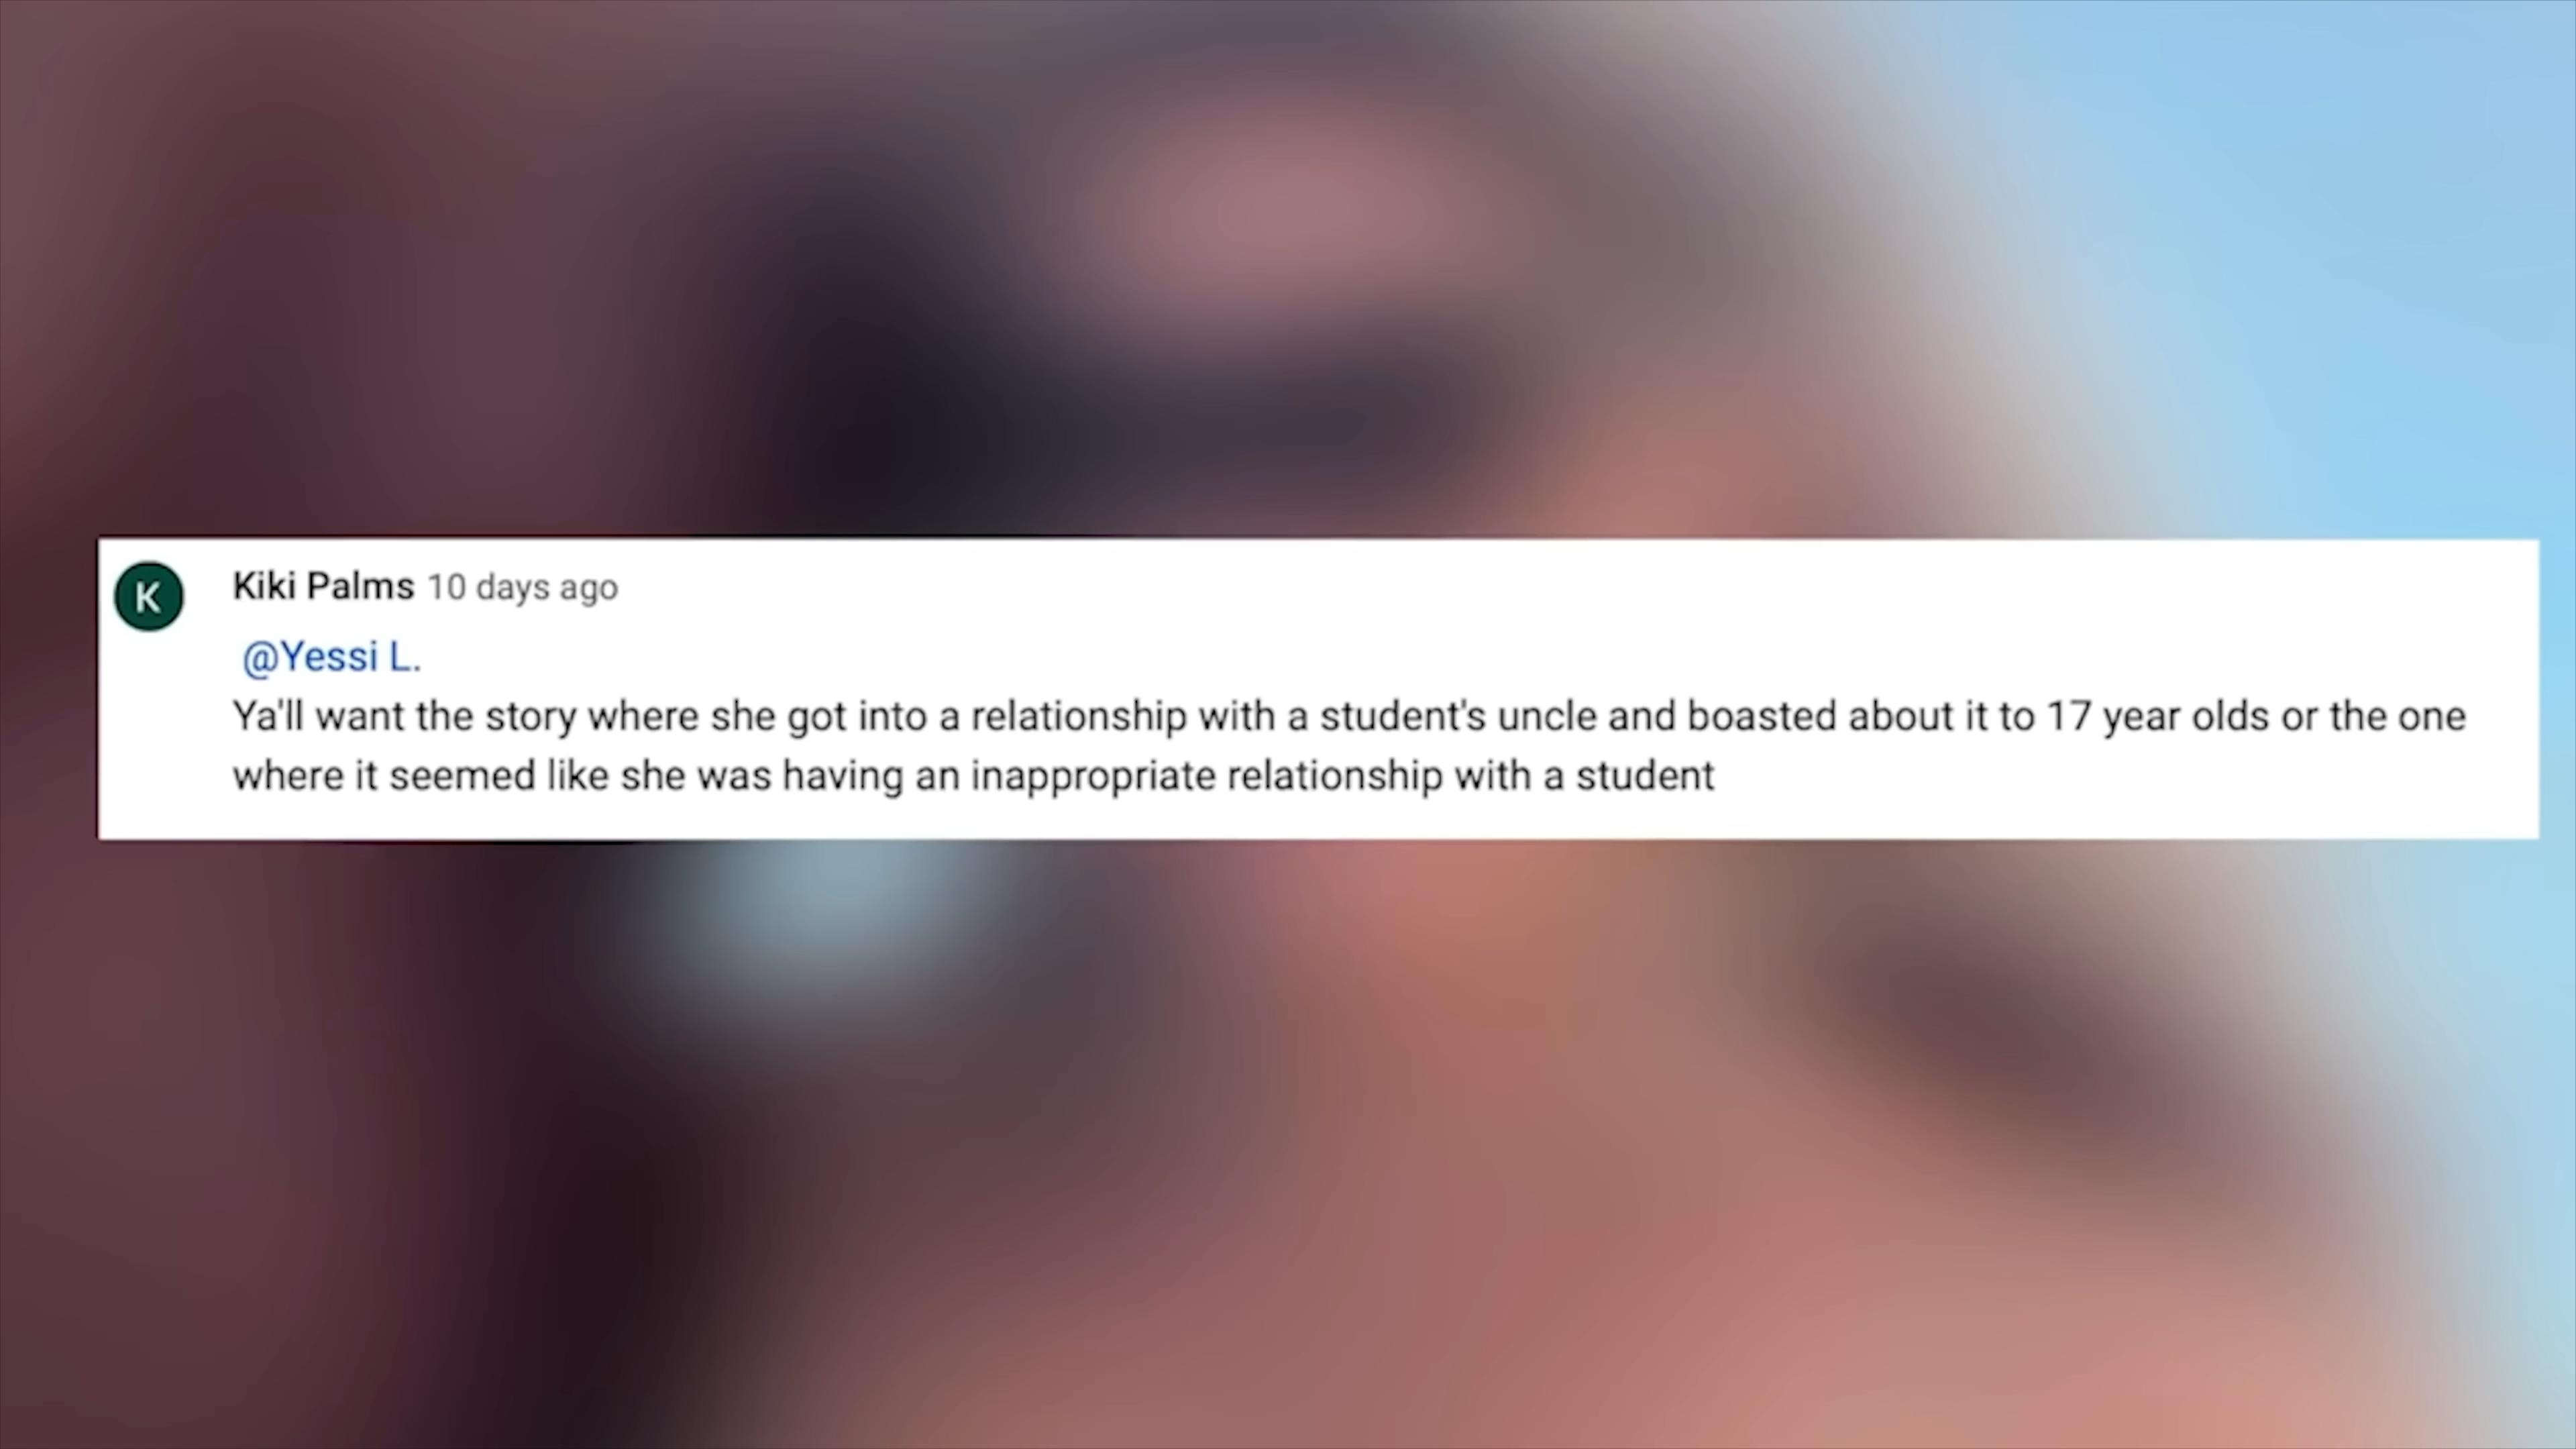 K
Kiki Palms 10 days ago
@Yessi L.
Ya'll want the story where she got into a relationship with a student's uncle and boasted about it to 17 year olds or the one
where it seemed like she was having an inappropriate relationship with a student